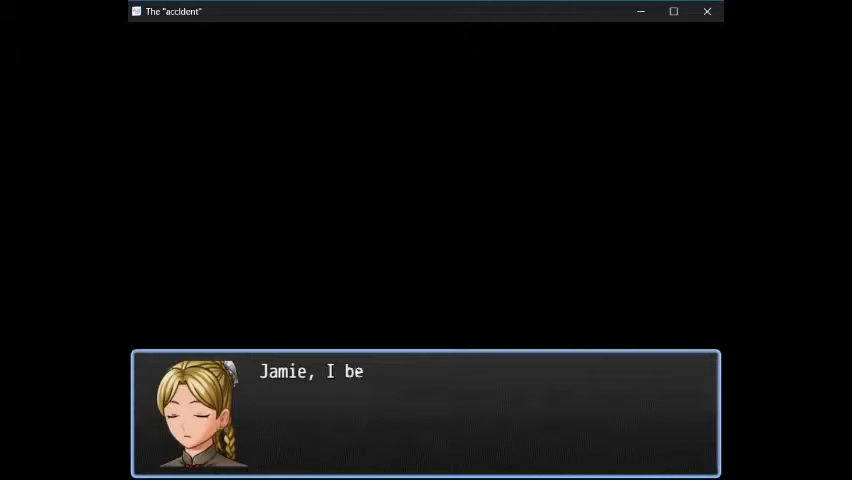 The "accident"
Jamie, I be